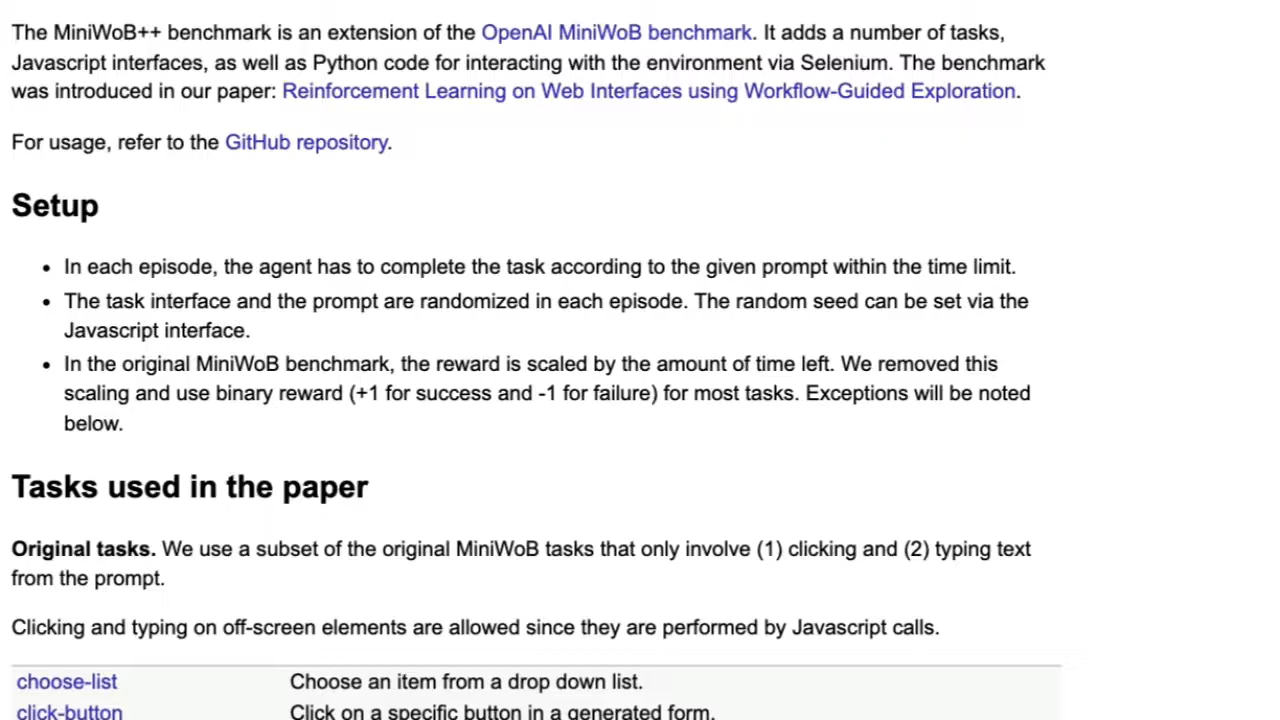 The MiniWoB++ benchmark is an extension of the OpenAI MiniWoB benchmark. It adds a number of tasks,
Javascript interfaces, as well as Python code for interacting with the environment via Selenium. The benchmark
was introduced in our paper: Reinforcement Learning on Web Interfaces using Workflow-Guided Exploration.
For usage, refer to the GitHub repository.
Setup
• In each episode, the agent has to complete the task according to the given prompt within the time limit.
• The task interface and the prompt are randomized in each episode. The random seed can be set via the
Javascript interface.
• In the original MiniWoB benchmark, the reward is scaled by the amount of time left. We removed this
scaling and use binary reward (+1 for success and -1 for failure) for most tasks. Exceptions will be noted
below.
Tasks used in the paper
Original tasks. We use a subset of the original MiniWoB tasks that only involve (1) clicking and (2) typing text
from the prompt.
Clicking and typing on off-screen elements are allowed since they are performed by Javascript calls.
choose-list Choose an item from a drop down list.
click-button Click on a specific button in a generated form.